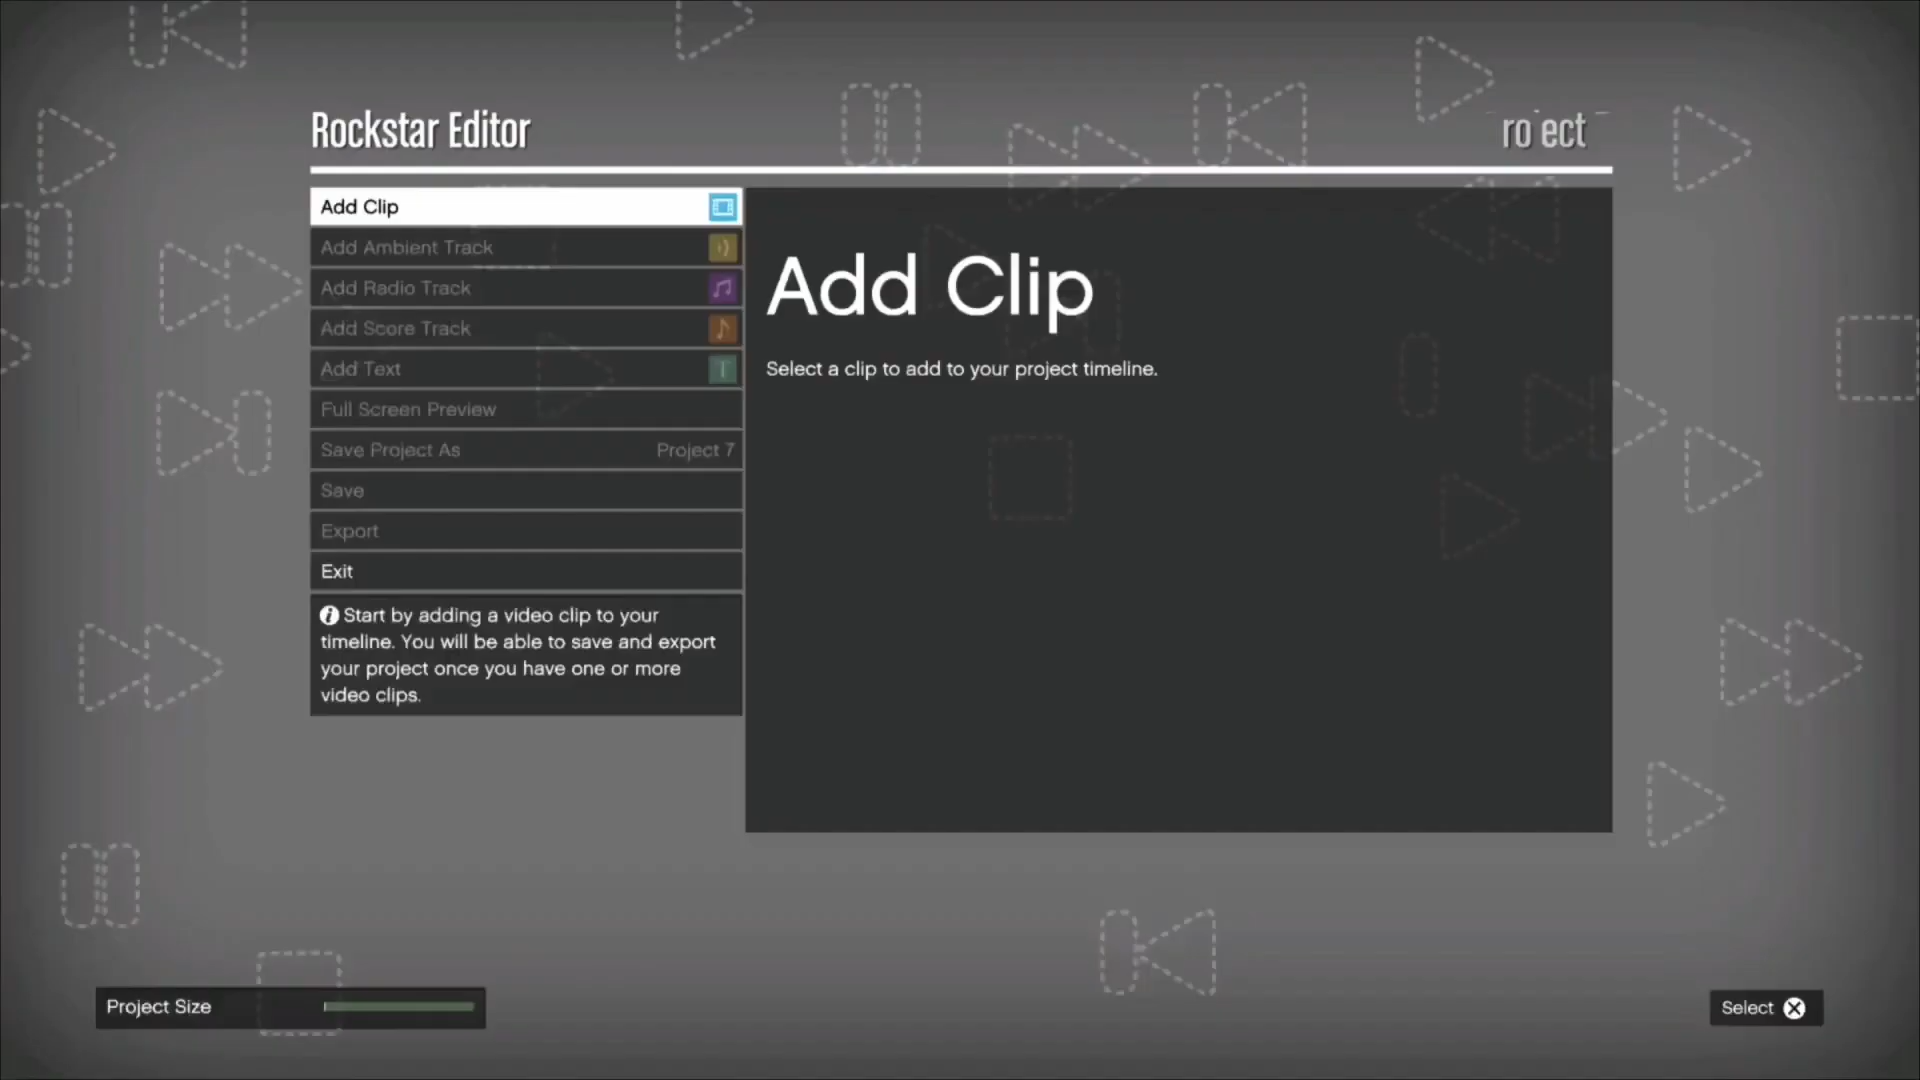 Rockstar Editor
ro ect
Add Clip
Add Ambient Track
Add Radio Track
Add Score Track
Add Text
Full Screen Preview
Save Project As Project 7
Save
Export
Exit
Start by adding a video clip to your
timeline. You will be able to save and export
your project once you have one or more
video clips.
Add Clip
Select a clip to add to your project timeline.
Project Size
Select